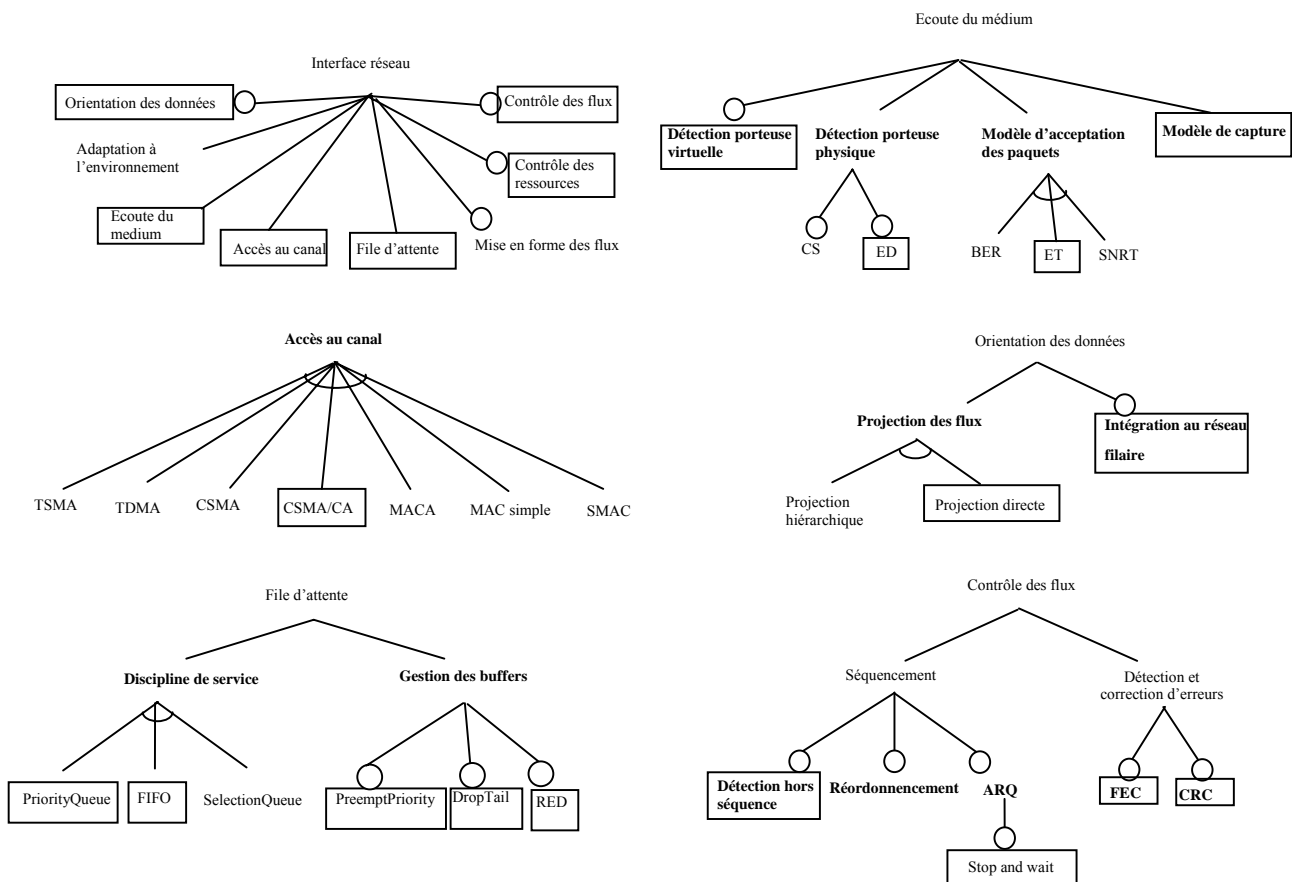 Interface réseau
Orientation des données
Contrôle des flux
Adaptation à
l'environnement
Contrôle des
ressources
Ecoute du
medium
Accès au canal
File d'attente
Mise en forme des flux
Ecoute du médium
Détection porteuse
virtuelle
Détection porteuse
physique
Modèle d'acceptation
des paquets
Modèle de capture
CS
ED
BER
ET
SNRT
Accès au canal
TSMA
TDMA
CSMA
CSMA/CA
MACA
MAC simple
SMAC
Orientation des données
Projection des flux
Intégration au réseau
filaire
Projection
hiérarchique
Projection directe
File d'attente
Discipline de service
Gestion des buffers
PriorityQueue
FIFO
SelectionQueue
PreemptPriority
DropTail
RED
Contrôle des flux
Séquencement
Détection et
correction d'erreurs
Détection hors
séquence
Réordonnencement
ARQ
FEC
CRC
Stop and wait